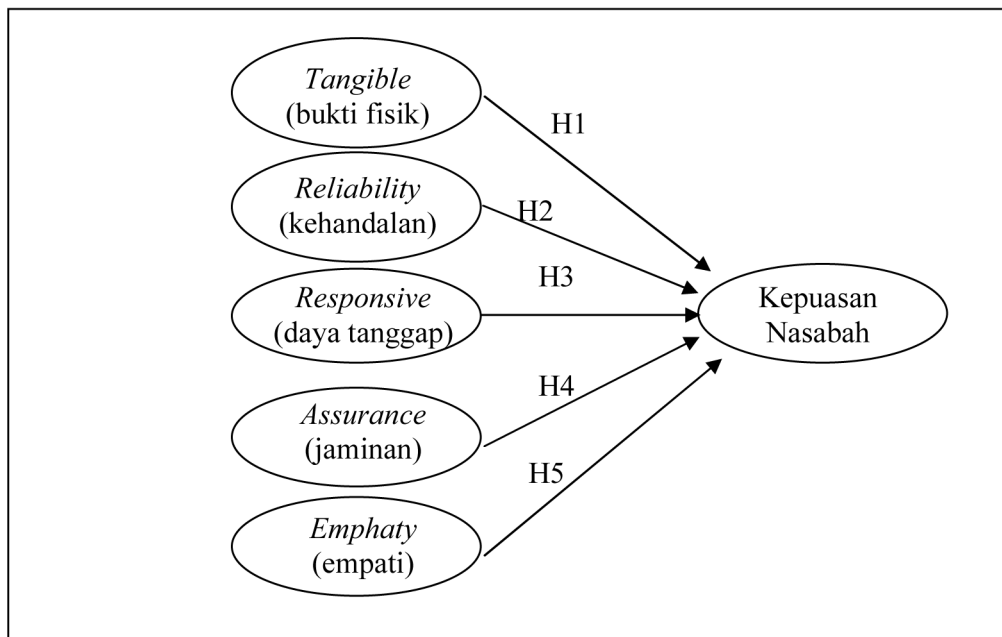 Tangible
(bukti fisik)
H1
Reliability
(kehandalan)
H2
Responsive
(daya tanggap)
H3
Kepuasan
Nasabah
Assurance
(jaminan)
H4
Emphaty
(empati)
H5